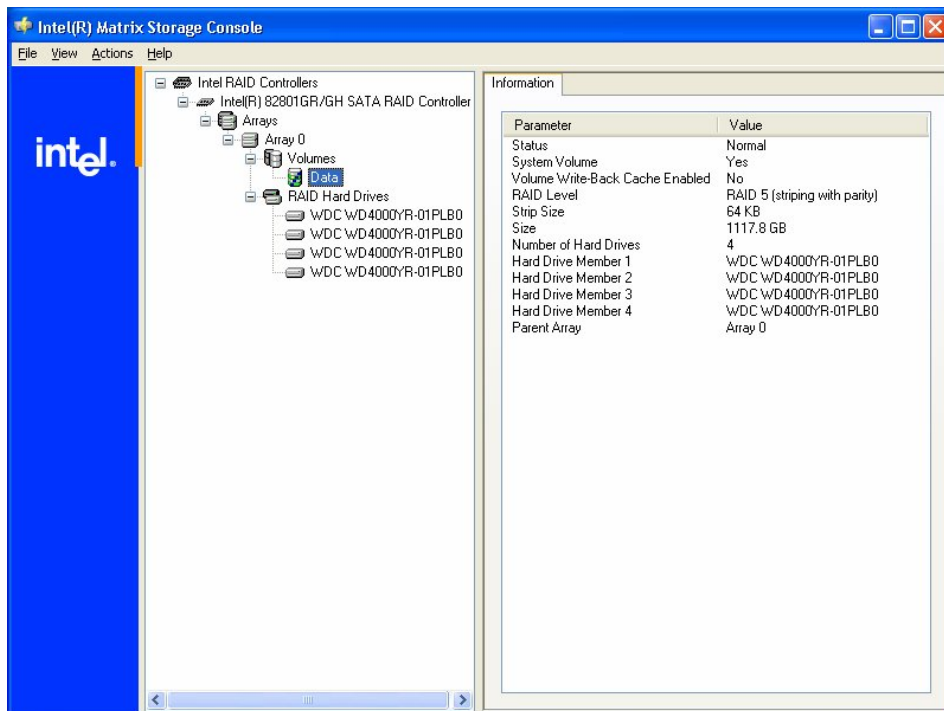 Intel(R) Matrix Storage Console
File View Actions Help
intel.
Intel RAID Controllers
Intel(R) 82801GR/GH SATA RAID Controller
Arrays
Array 0
Volumes
Data
RAID Hard Drives
WDC WD4000YR-01PLB0
WDC WD4000YR-01PLB0
WDC WD4000YR-01PLB0
WDC WD4000YR-01PLB0
Information
Parameter Value
Status Normal
System Volume Yes
Volume Write-Back Cache Enabled No
RAID Level RAID 5 (striping with parity)
Strip Size 64 KB
Size 1117.8 GB
Number of Hard Drives 4
Hard Drive Member 1 WDC WD4000YR-01PLB0
Hard Drive Member 2 WDC WD4000YR-01PLB0
Hard Drive Member 3 WDC WD4000YR-01PLB0
Hard Drive Member 4 WDC WD4000YR-01PLB0
Parent Array Array 0